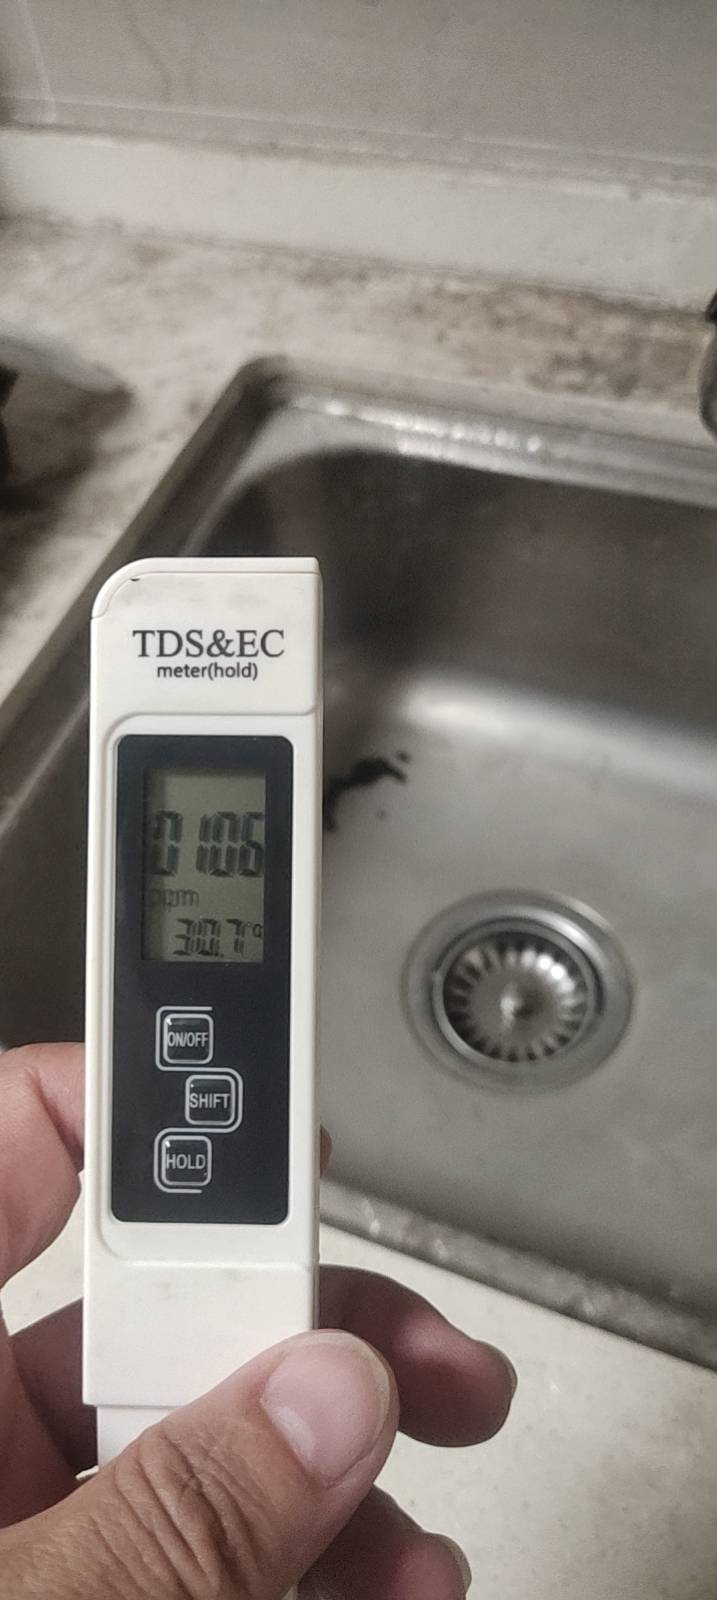 TDS&EC
meter(hold)
0106
ppm
30.7°C
ON/OFF
SHIFT
HOLD